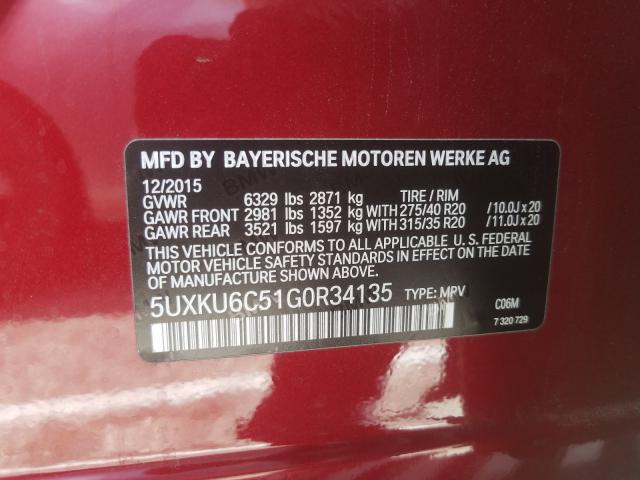 MFD BY BAYERISCHE MOTOREN WERKE AG
12/2015
GVWR 6329 lbs 2871 kg TIRE / RIM
GAWR FRONT 2981 lbs 1352 kg WITH 275/40 R20 /10.0J x 20
GAWR REAR 3521 lbs 1597 kg WITH 315/35 R20 /11.0J x 20
THIS VEHICLE CONFORMS TO ALL APPLICABLE U. S. FEDERAL
MOTOR VEHICLE SAFETY STANDARDS IN EFFECT ON THE DATE
OF MANUFACTURE SHOWN ABOVE.
5UXKU6C51G0R34135 TYPE: MPV C06M
7 320 729